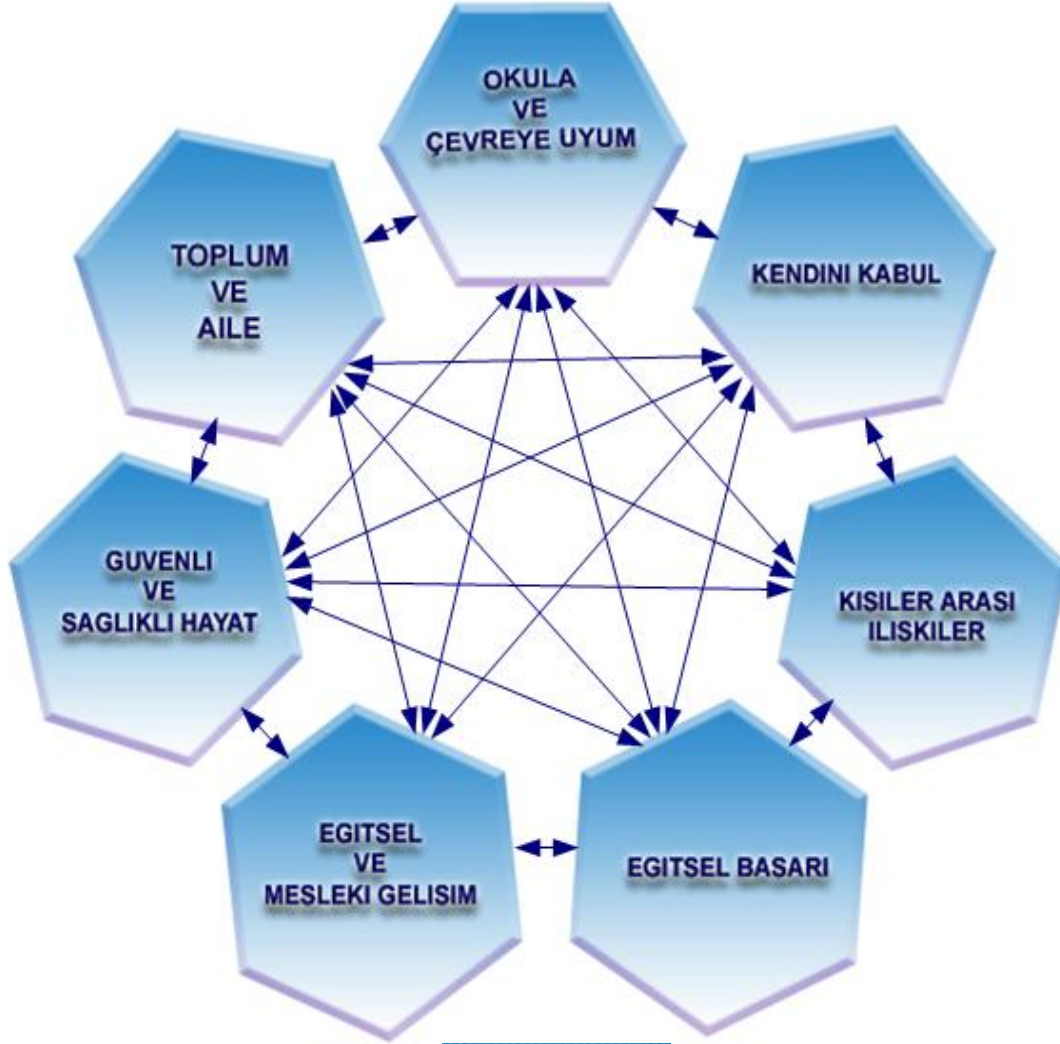 OKULA
VE
ÇEVREYE UYUM
TOPLUM
VE
AILE
KENDINI KABUL
GUVENLI
VE
SAGLIKLI HAYAT
KISILER ARASI
ILISKILER
EGITSEL
VE
MESLEKI GELISIM
EGITSEL BASARI